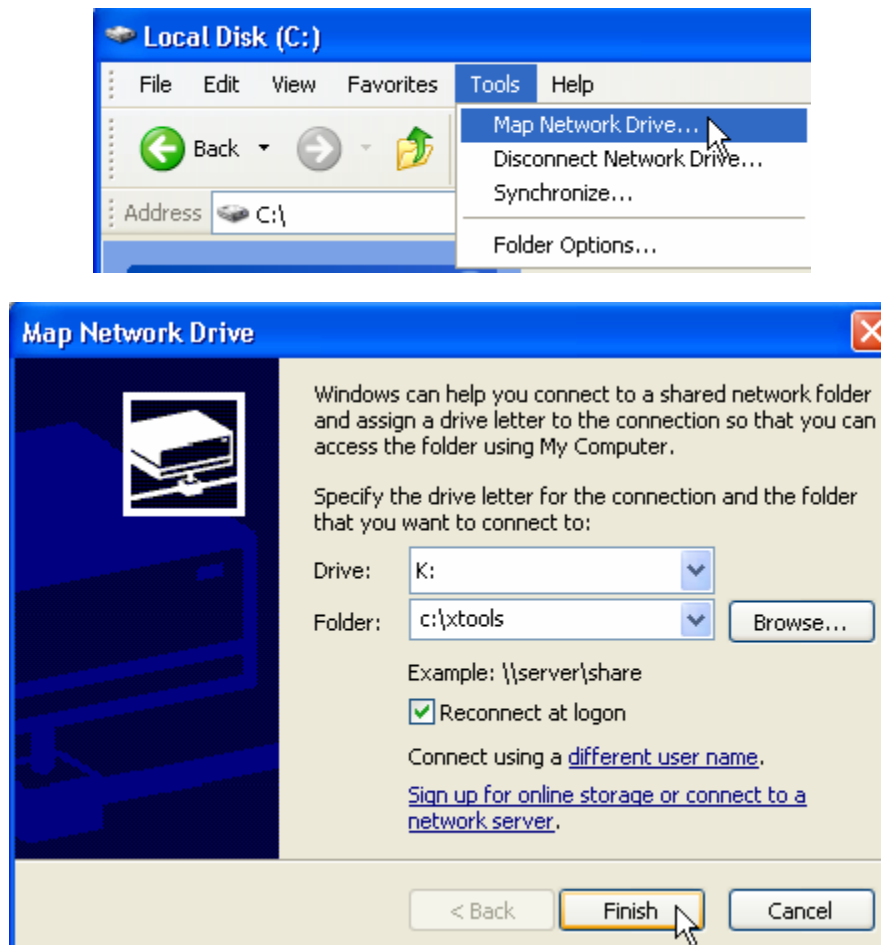 Local Disk (C:)
File Edit View Favorites Tools Help
Map Network Drive...
Back
Disconnect Network Drive...
Synchronize...
Address C:\
Folder Options...
Map Network Drive
Windows can help you connect to a shared network folder
and assign a drive letter to the connection so that you can
access the folder using My Computer.
Specify the drive letter for the connection and the folder
that you want to connect to:
Drive: K:
Folder: c:\xtools Browse...
Example: \\server\share
Reconnect at logon
Connect using a different user name.
Sign up for online storage or connect to a
network server.
< Back Finish Cancel